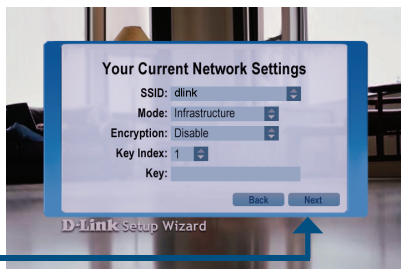 Your Current Network Settings
SSID: dlink
Mode: Infrastructure
Encryption: Disable
Key Index: 1
Key:
Back Next
D-Link Setup Wizard